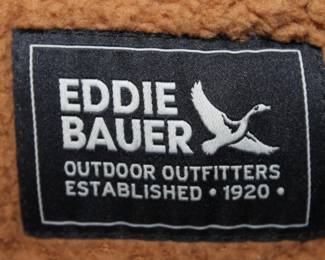 EDDIE
BAUER
OUTDOOR OUTFITTERS
ESTABLISHED • 1920 •